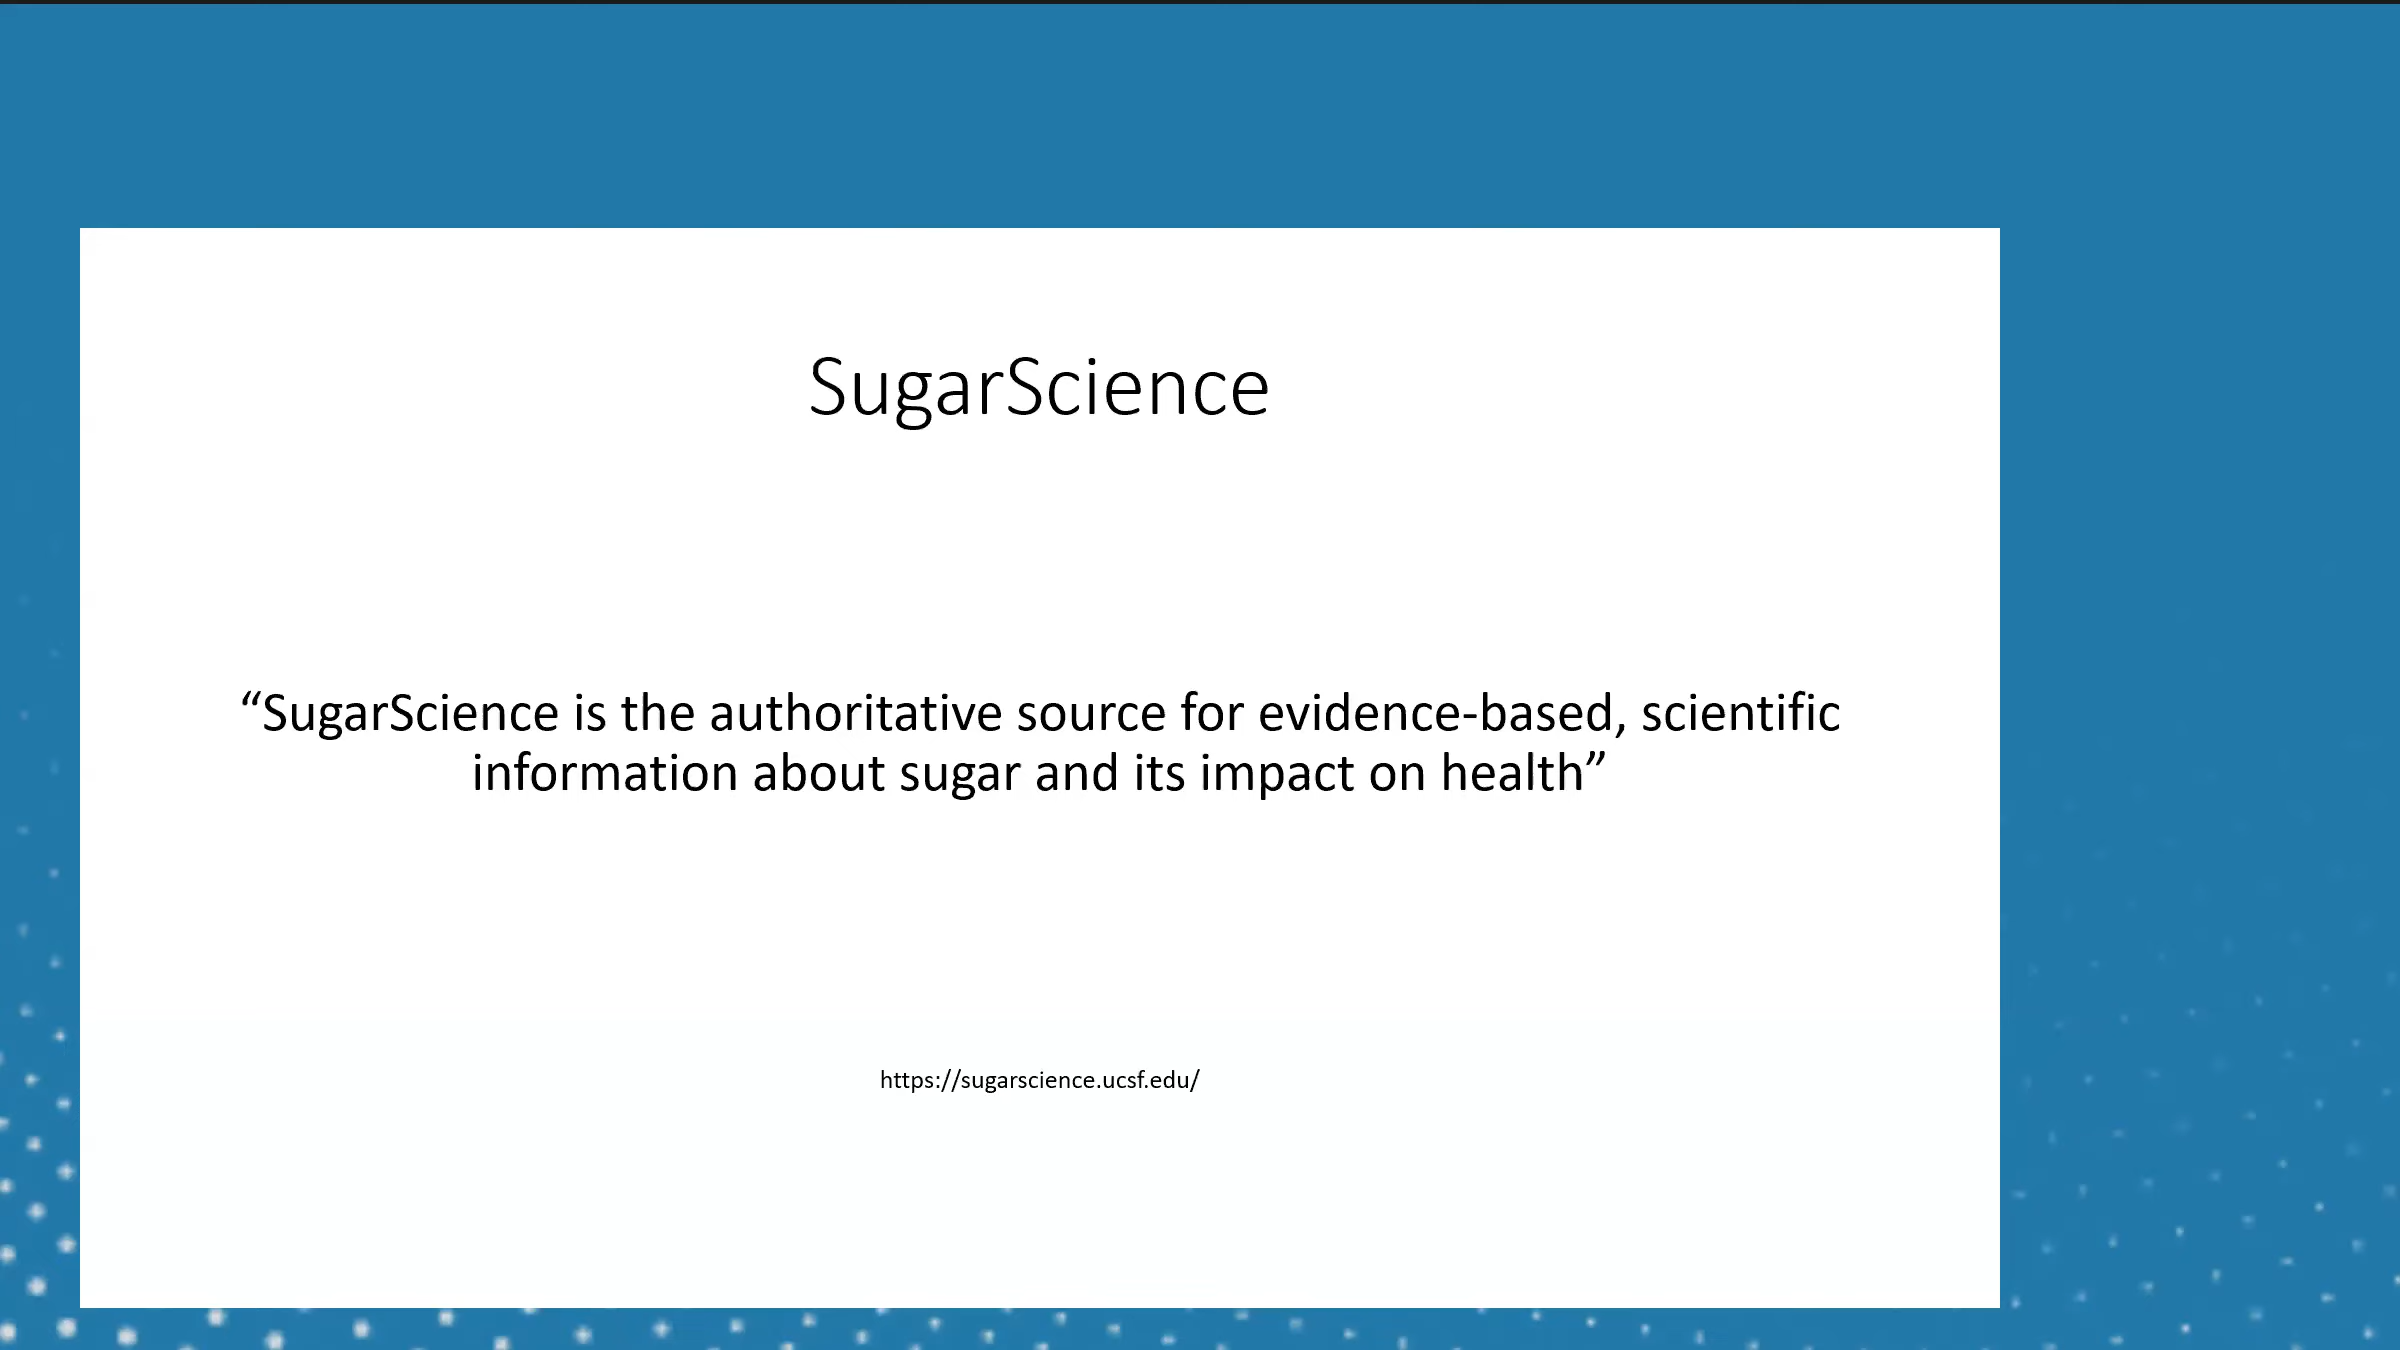 SugarScience
“SugarScience is the authoritative source for evidence-based, scientific
information about sugar and its impact on health”
https://sugarscience.ucsf.edu/